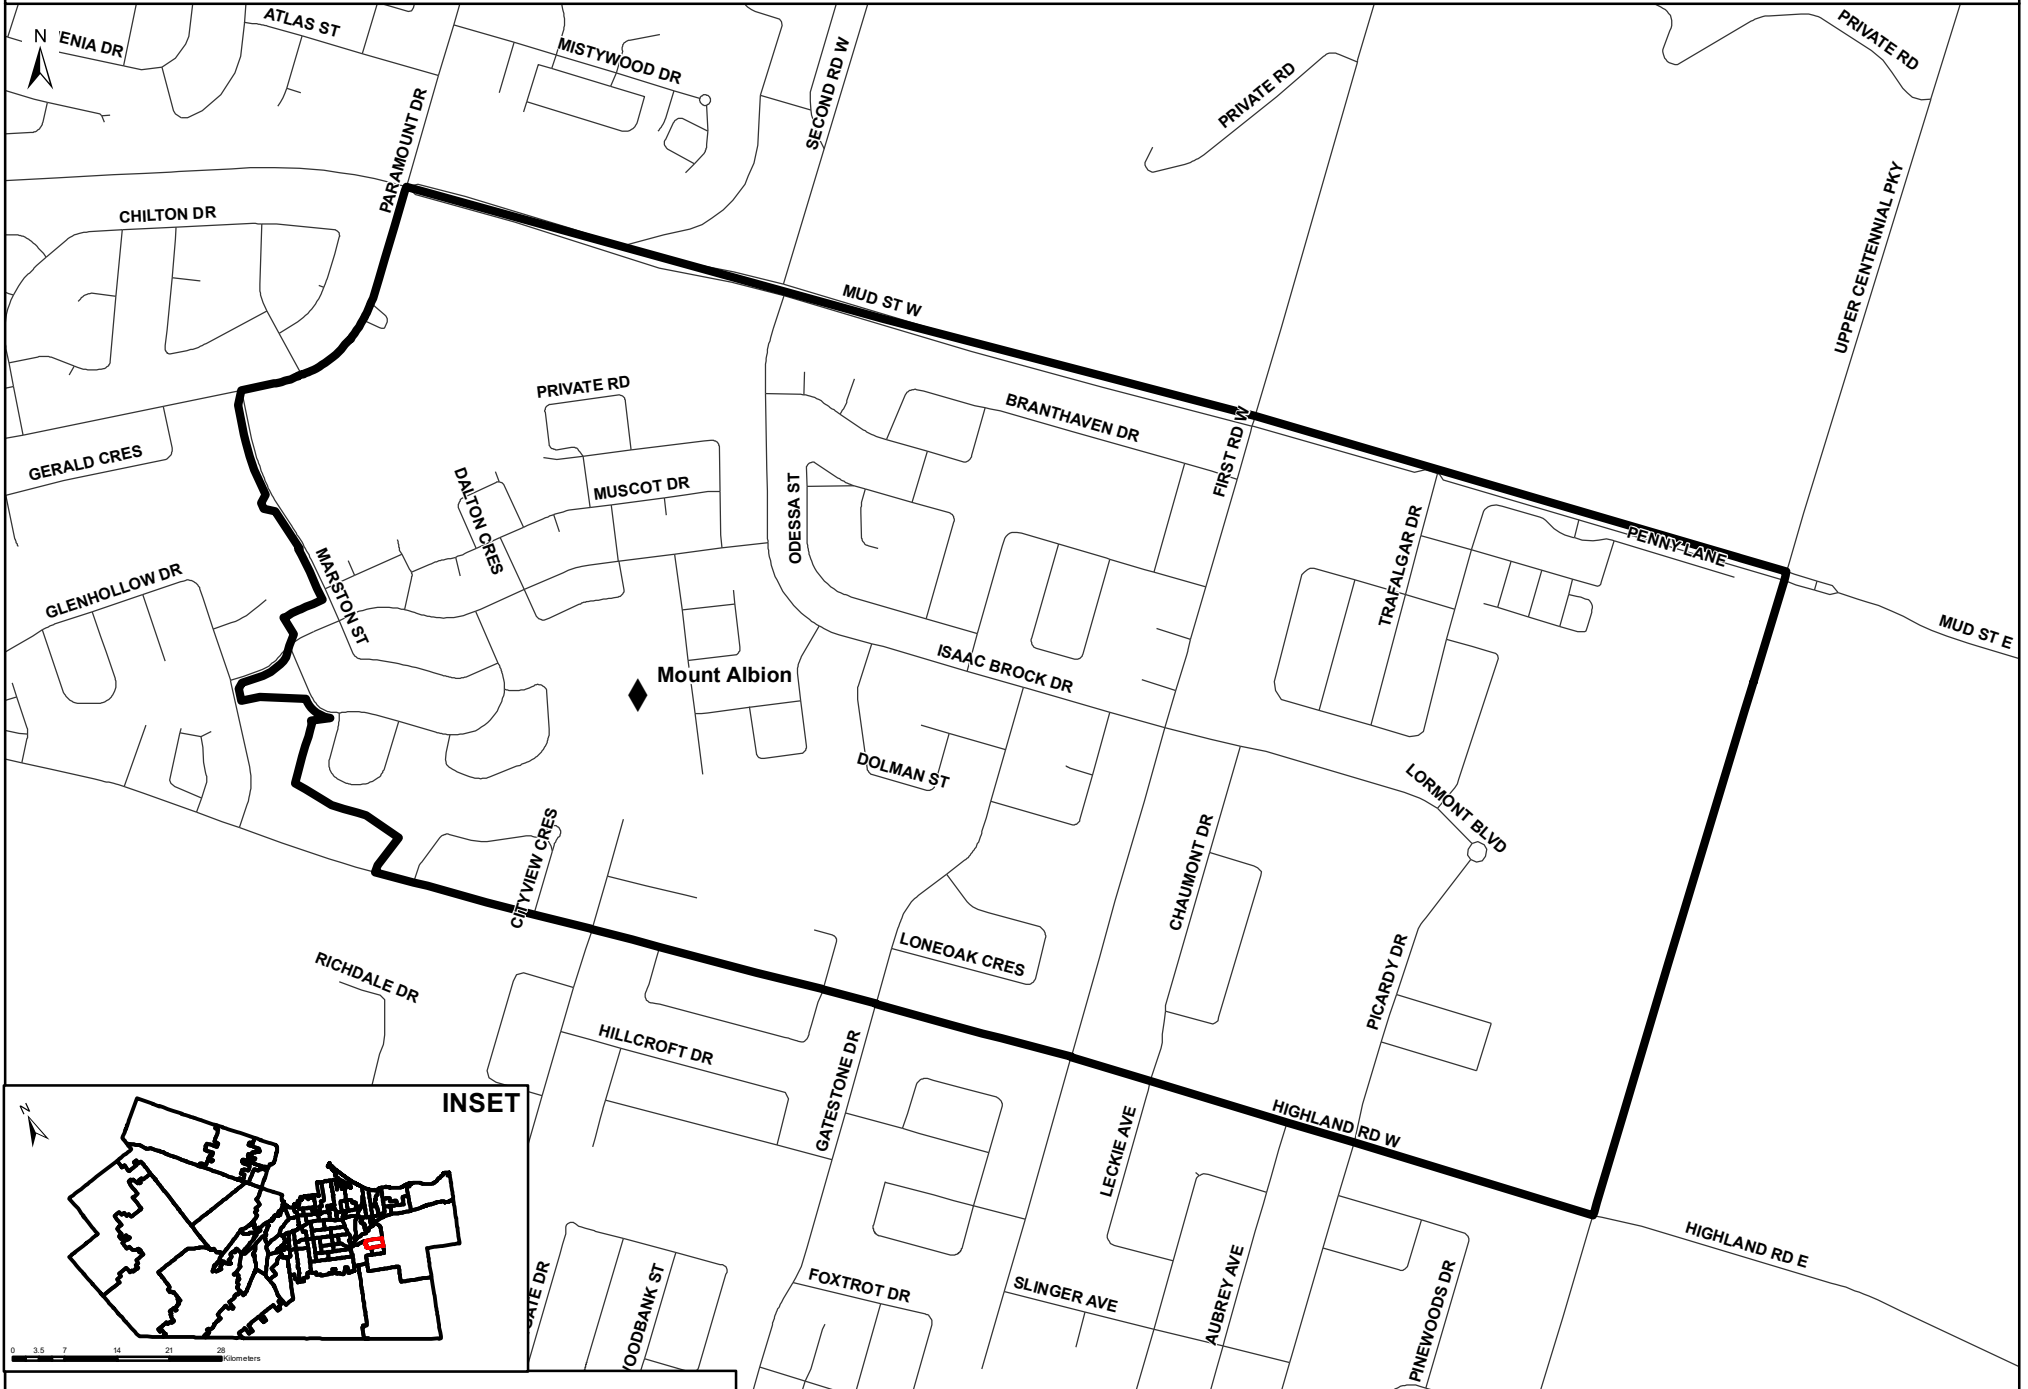 ATLAS ST
PRIVATE RD
N
ENIA DR
MISTYWOOD DR
SECOND RD W
PRIVATE RD
PARAMOUNT DR
CHILTON DR
UPPER CENTENNIAL PKY
MUD ST W
PRIVATE RD
BRANTHAVEN DR
FIRST RD W
GERALD CRES
DALTON CRES
MUSCOT DR
ODESSA ST
TRAFALGAR DR
PENNY LANE
GLENHOLLOW DR
MARSTON ST
MUD ST E
ISAAC BROCK DR
Mount Albion
DOLMAN ST
LORMONT BLVD
CITYVIEW CRES
CHAUMONT DR
LONEOAK CRES
PICARDY DR
RICHDALE DR
HILLCROFT DR
GATESTONE DR
LECKIE AVE
HIGHLAND RD W
INSET
N
HIGHLAND RD E
FOXTROT DR
SLINGER AVE
AUBREY AVE
PINEWOODS DR
GATE DR
WOODBANK ST
0 3.5 7 14 21 28
Kilometers